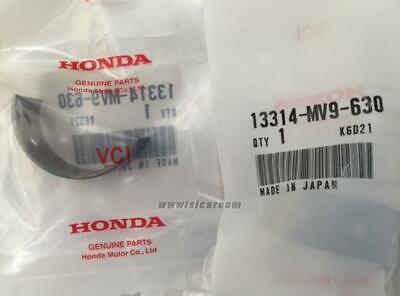 HONDA
GENUINE PARTS
Honda Motor Co., Ltd.
13314-MV9-630
QTY 1 K6D21
VCI
MADE IN JAPAN
www.isicar.com
HONDA
GENUINE PARTS
Honda Motor Co., Ltd.
13314-MV9-630
QTY 1 K6D21
MADE IN JAPAN